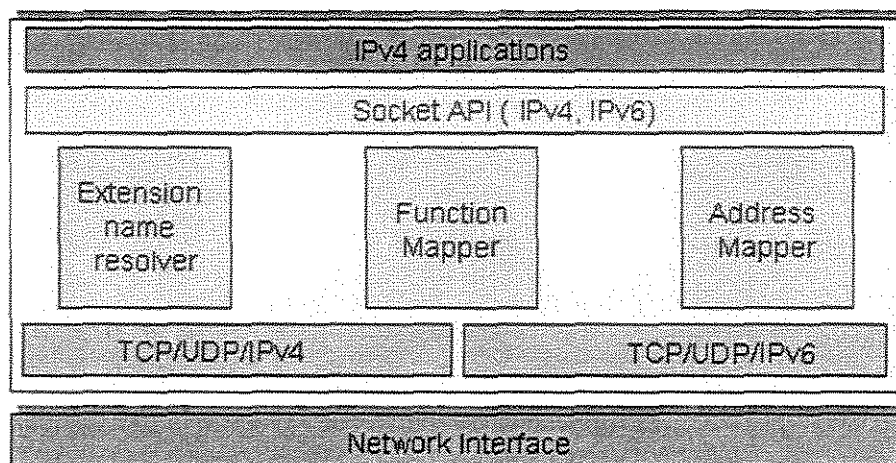 IPv4 applications
Socket API ( IPv4, IPv6)
Extension
name
resolver
Function
Mapper
Address
Mapper
TCP/UDP/IPv4
TCP/UDP/IPv6
Network Interface